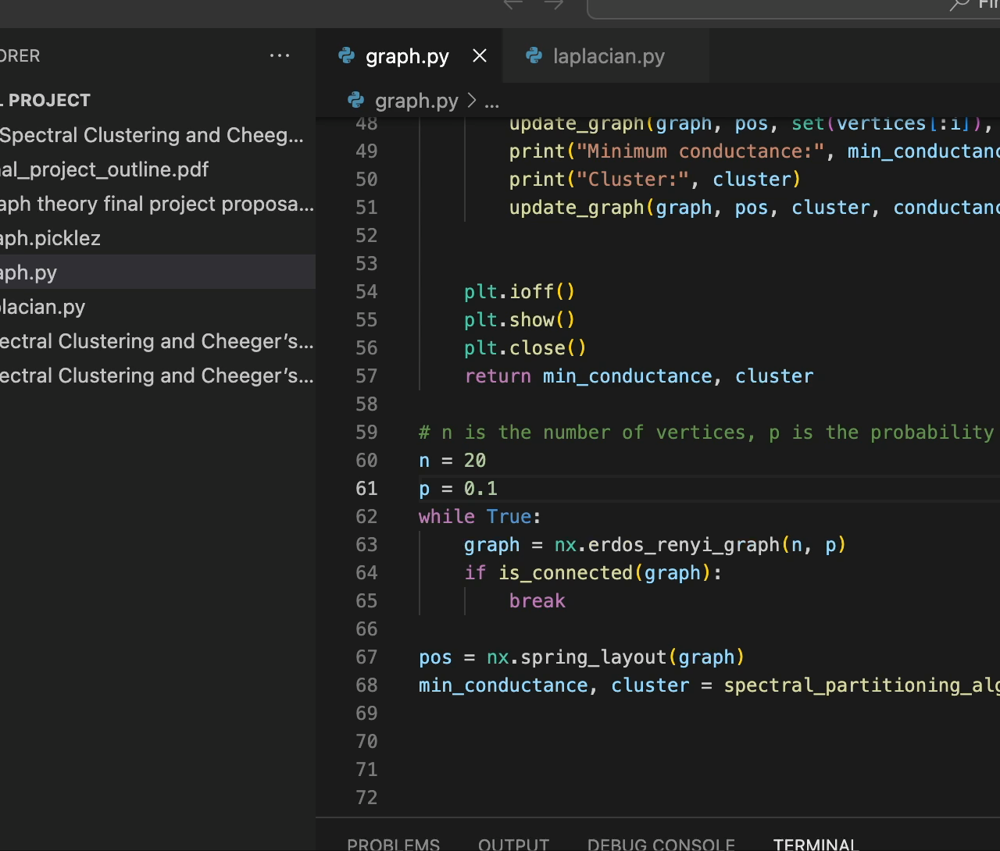 ORER
···
graph.py
laplacian.py
graph.py > ...
L PROJECT
Spectral Clustering and Cheeg...
al_project_outline.pdf
aph theory final project proposa...
aph.picklez
aph.py
lacian.py
ectral Clustering and Cheeger’s...
ectral Clustering and Cheeger’s...
48 update_graph(graph, pos, set(vertices[:i]),
49 print("Minimum conductance:", min_conductanc
50 print("Cluster:", cluster)
51 update_graph(graph, pos, cluster, conductanc
52
53
54 plt.ioff()
55 plt.show()
56 plt.close()
57 return min_conductance, cluster
58
59 # n is the number of vertices, p is the probability
60 n = 20
61 p = 0.1
62 while True:
63 graph = nx.erdos_renyi_graph(n, p)
64 if is_connected(graph):
65 break
66
67 pos = nx.spring_layout(graph)
68 min_conductance, cluster = spectral_partitioning_alg
69
70
71
72
PROBLEMS OUTPUT DEBUG CONSOLE TERMINAL